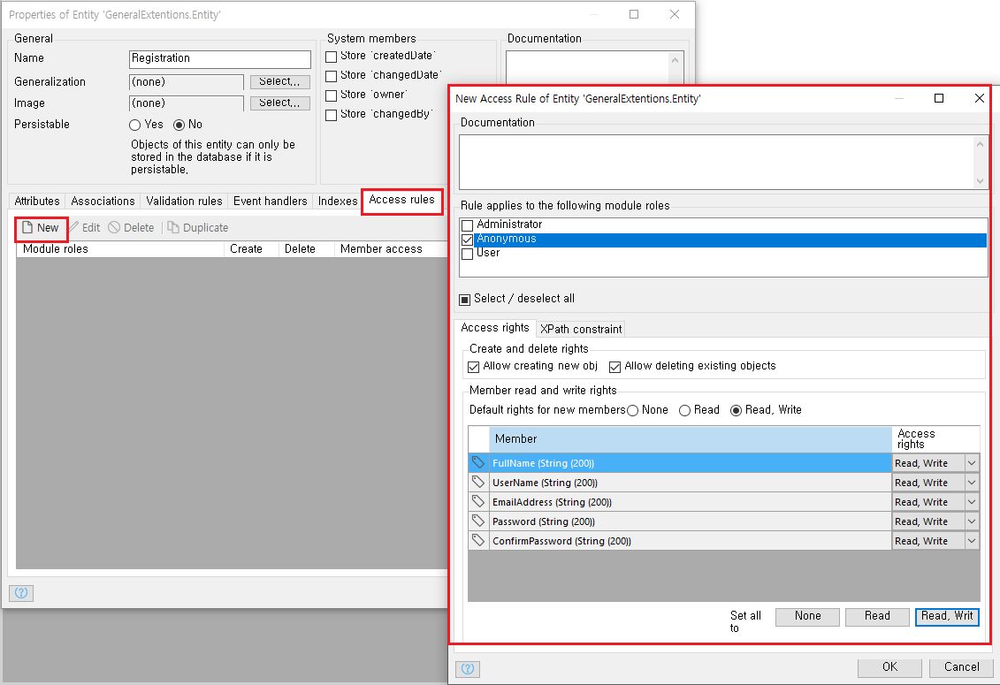 Properties of Entity 'GeneralExtentions.Entity'
General
Name
Registration
Generalization
(none)
Select...
Image
(none)
Select...
Persistable
Yes
No
Objects of this entity can only be
stored in the database if it is
persistable.
System members
Store 'createdDate'
Store 'changedDate'
Store 'owner'
Store 'changedBy'
Documentation
Attributes
Associations
Validation rules
Event handlers
Indexes
Access rules
New
Edit
Delete
Duplicate
Module roles
Create
Delete
Member access
New Access Rule of Entity 'GeneralExtentions.Entity'
Documentation
Rule applies to the following module roles
Administrator
Anonymous
User
Select / deselect all
Access rights
XPath constraint
Create and delete rights
Allow creating new obj
Allow deleting existing objects
Member read and write rights
Default rights for new members
None
Read
Read, Write
Member
Access
rights
FullName (String (200))
Read, Write
UserName (String (200))
Read, Write
EmailAddress (String (200))
Read, Write
Password (String (200))
Read, Write
ConfirmPassword (String (200))
Read, Write
Set all
to
None
Read
Read, Writ
OK
Cancel